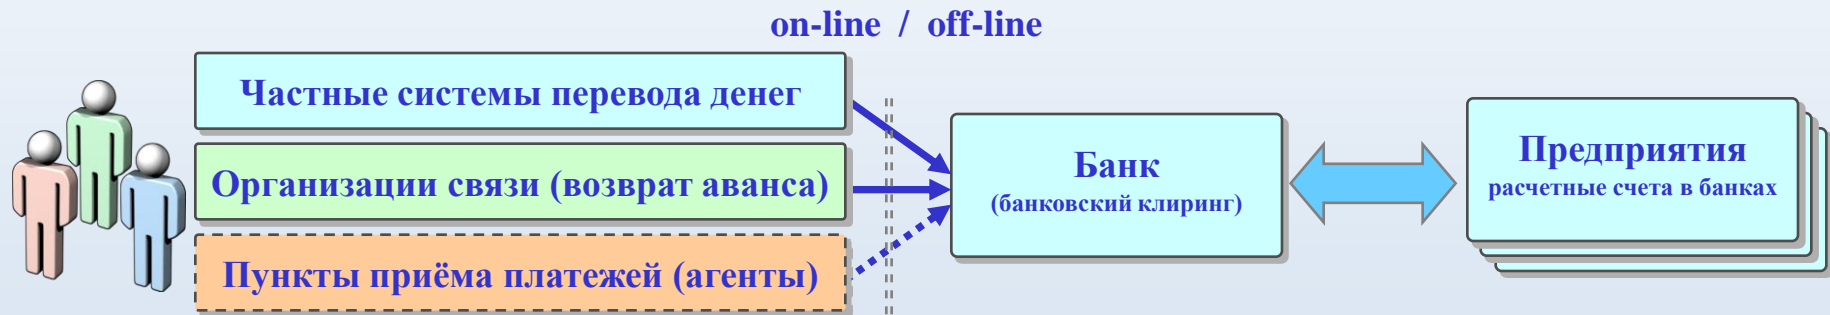 on-line / off-line
Частные системы перевода денег
Организации связи (возврат аванса)
Пункты приёма платежей (агенты)
Банк
(банковский клиринг)
Предприятия
расчетные счета в банках